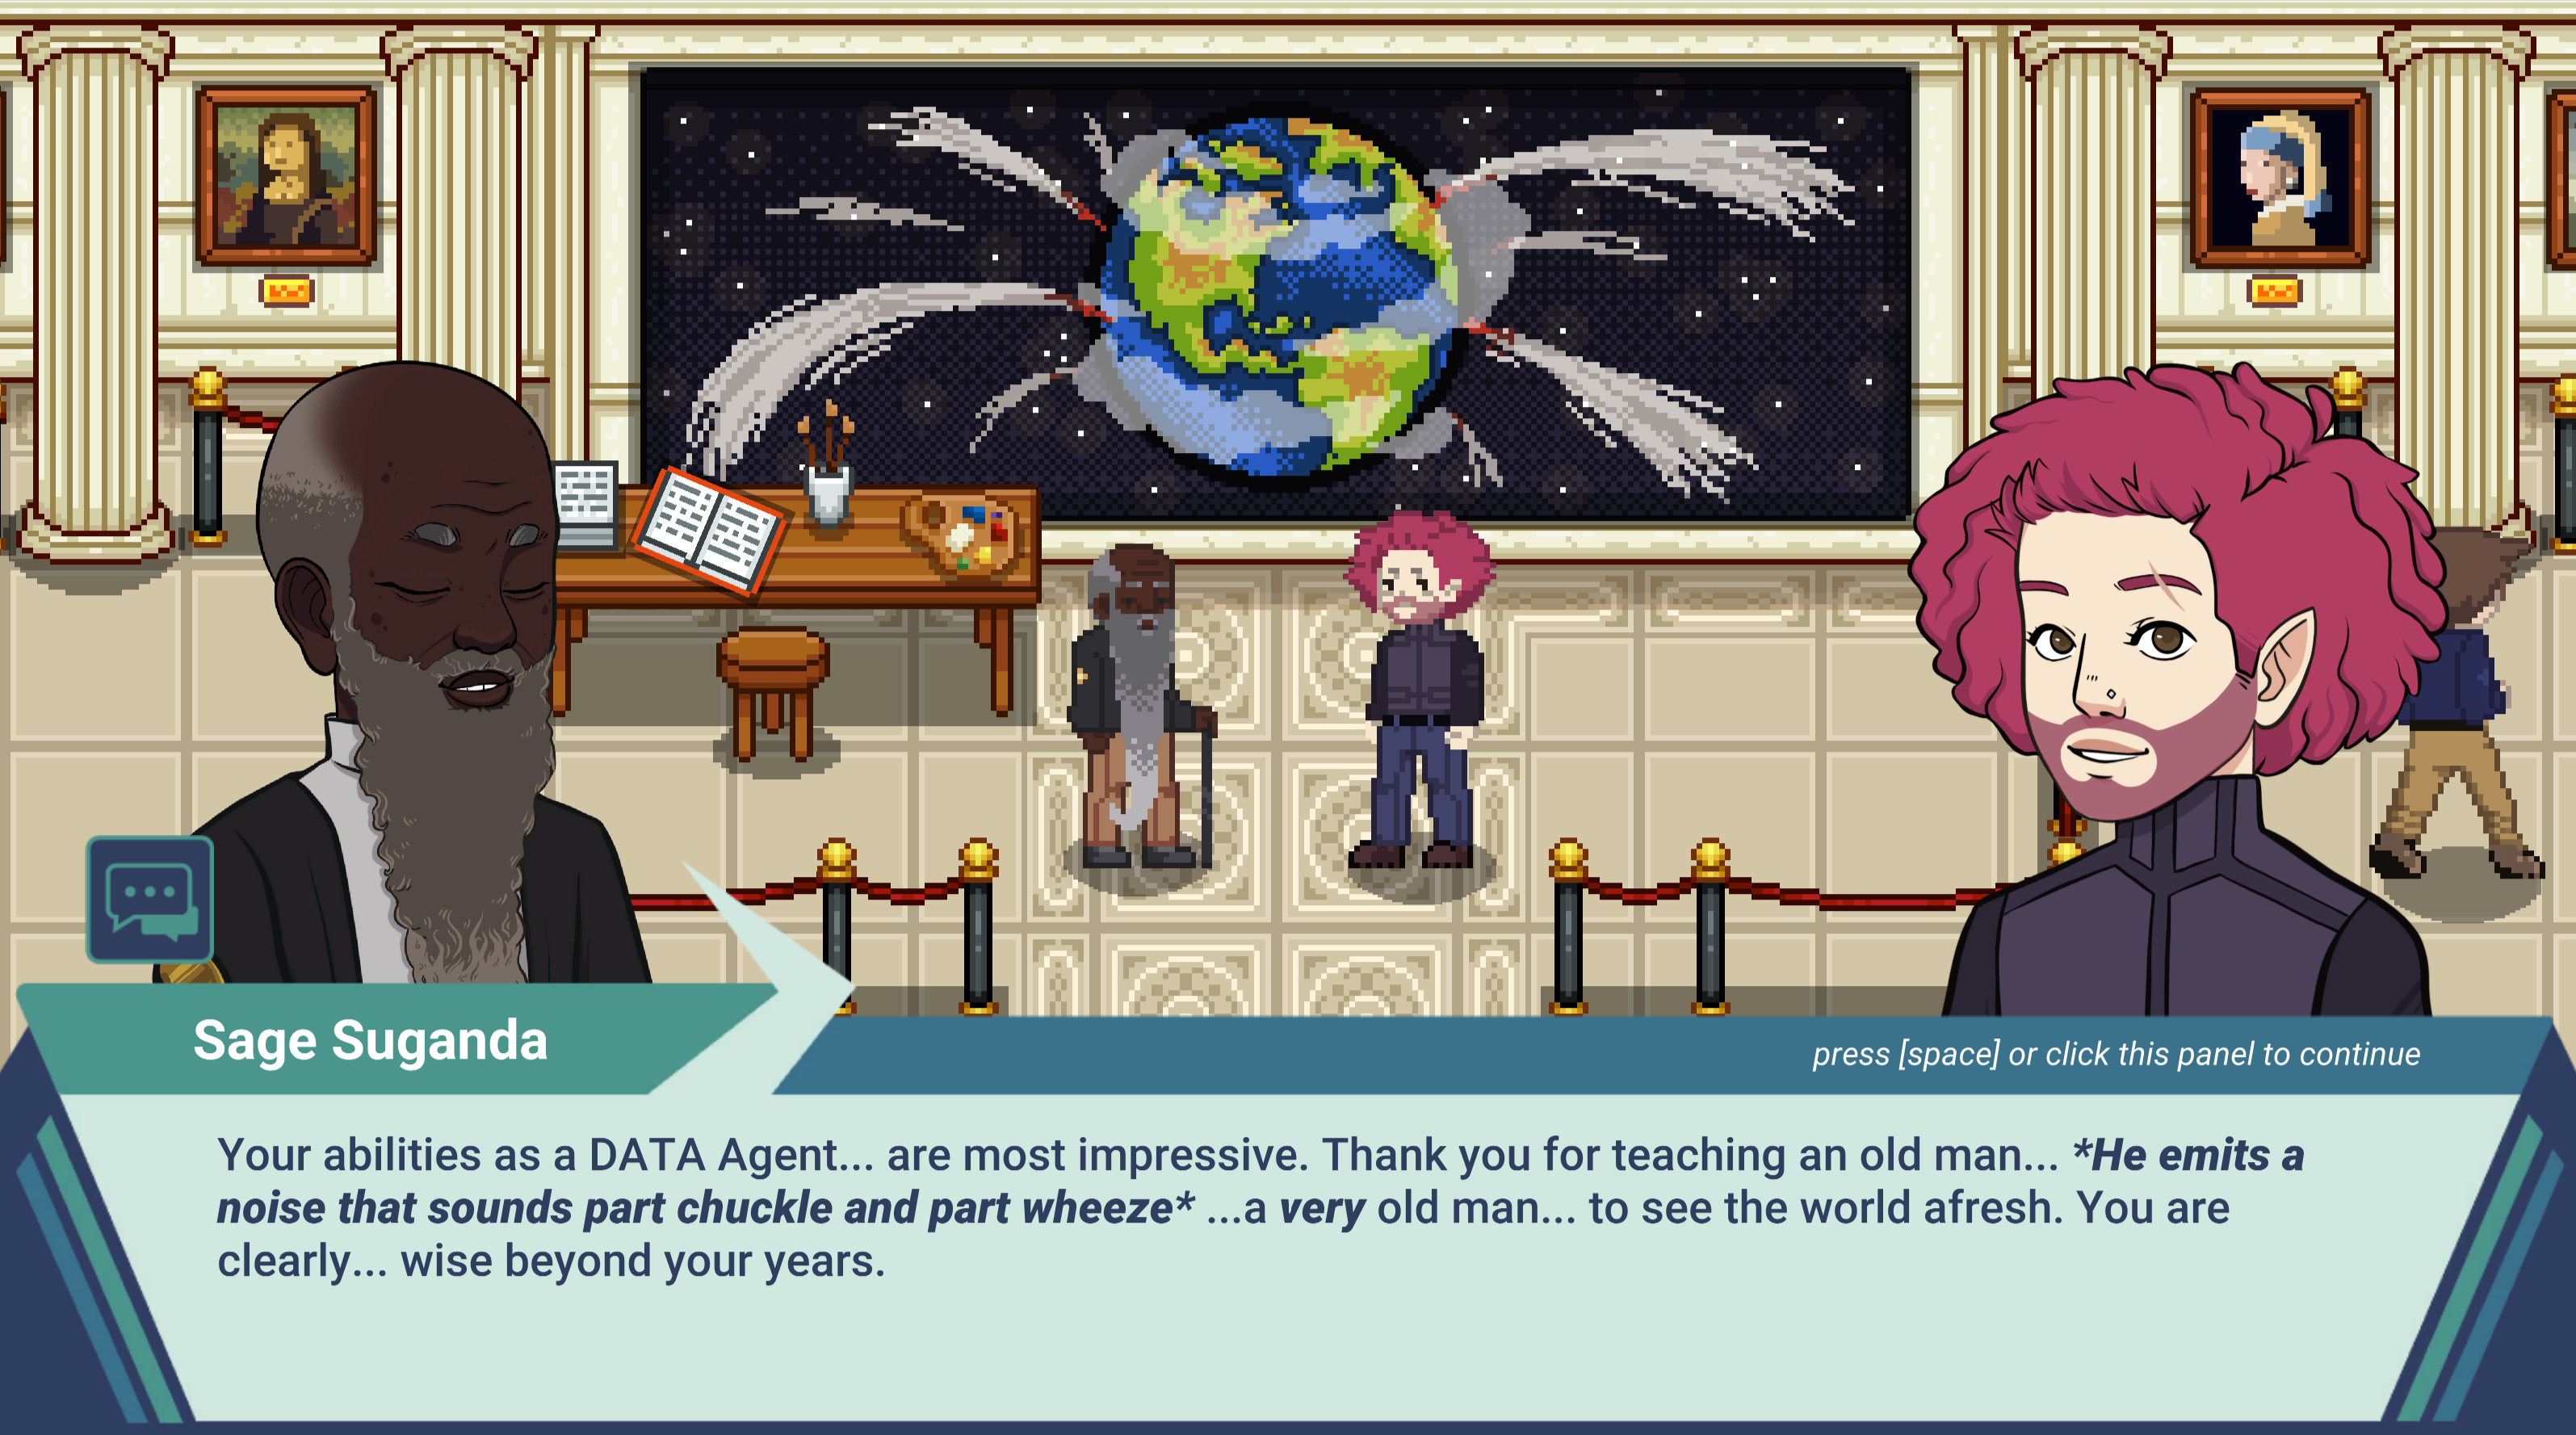 Sage Suganda
press [space] or click this panel to continue
Your abilities as a DATA Agent... are most impressive. Thank you for teaching an old man... *He emits a
noise that sounds part chuckle and part wheeze* ...a very old man... to see the world afresh. You are
clearly... wise beyond your years.